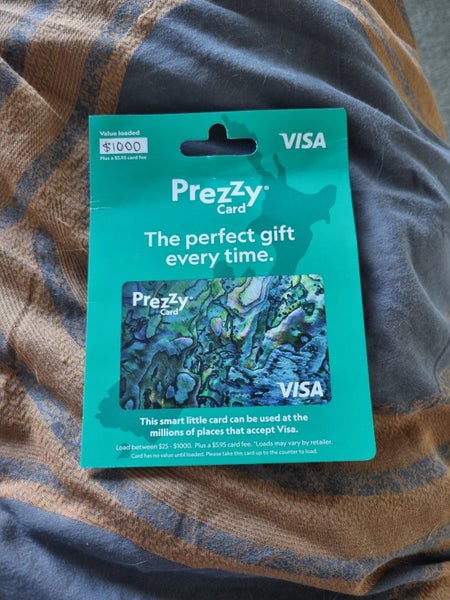 Value loaded
$1000
Plus a $5.95 card fee
VISA
Prezzy®
Card
The perfect gift
every time.
Prezzy™
Card
VISA
This smart little card can be used at the
millions of places that accept Visa.
Load between $25 - $1000. Plus a $5.95 card fee. *Loads may vary by retailer.
Card has no value until loaded. Please take this card up to the counter to load.